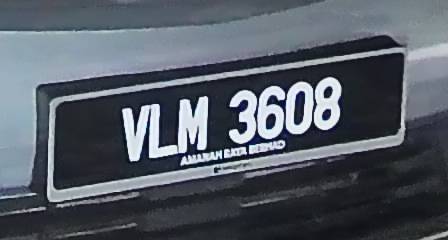 VLM 3608
AMANAH RAYA BERHAD